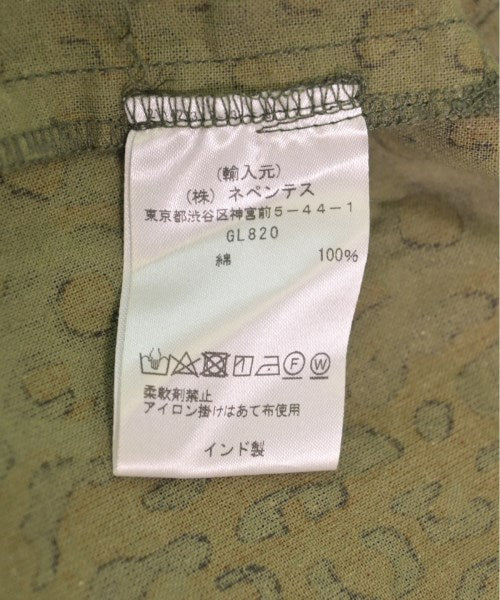 (輸入元)
(株) ネペンテス
東京都渋谷区神宮前5-44-1
GL820
綿 100%
F W
柔軟剤禁止
アイロン掛けはあて布使用
インド製